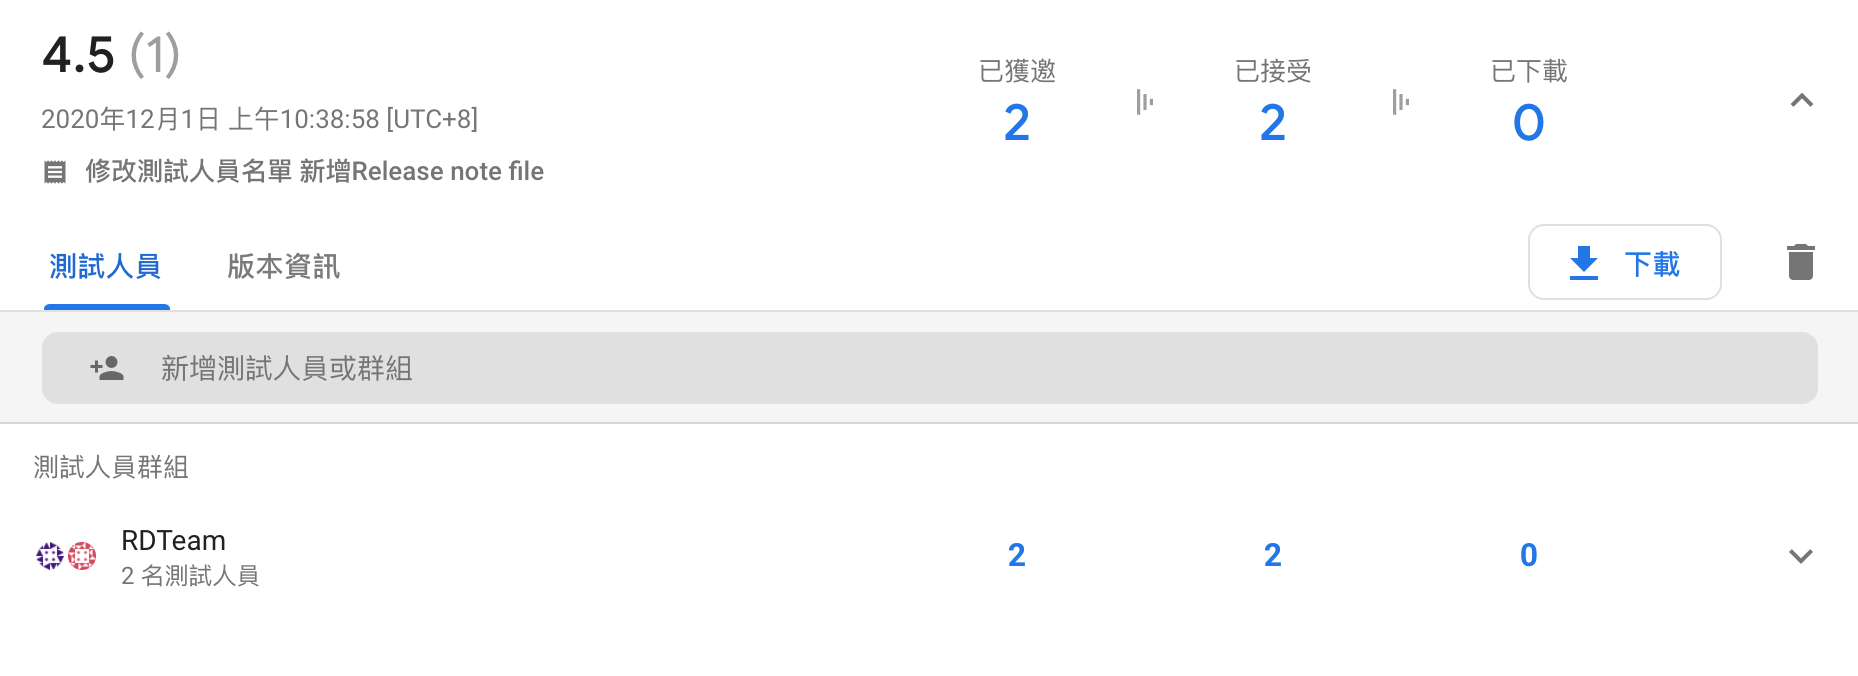 4.5 (1)
2020年12月1日 上午10:38:58 [UTC+8]
修改測試人員名單 新增Release note file
已獲邀
2
已接受
2
已下載
0
測試人員
版本資訊
下載
新增測試人員或群組
測試人員群組
RDTeam
2 名測試人員
2
2
0